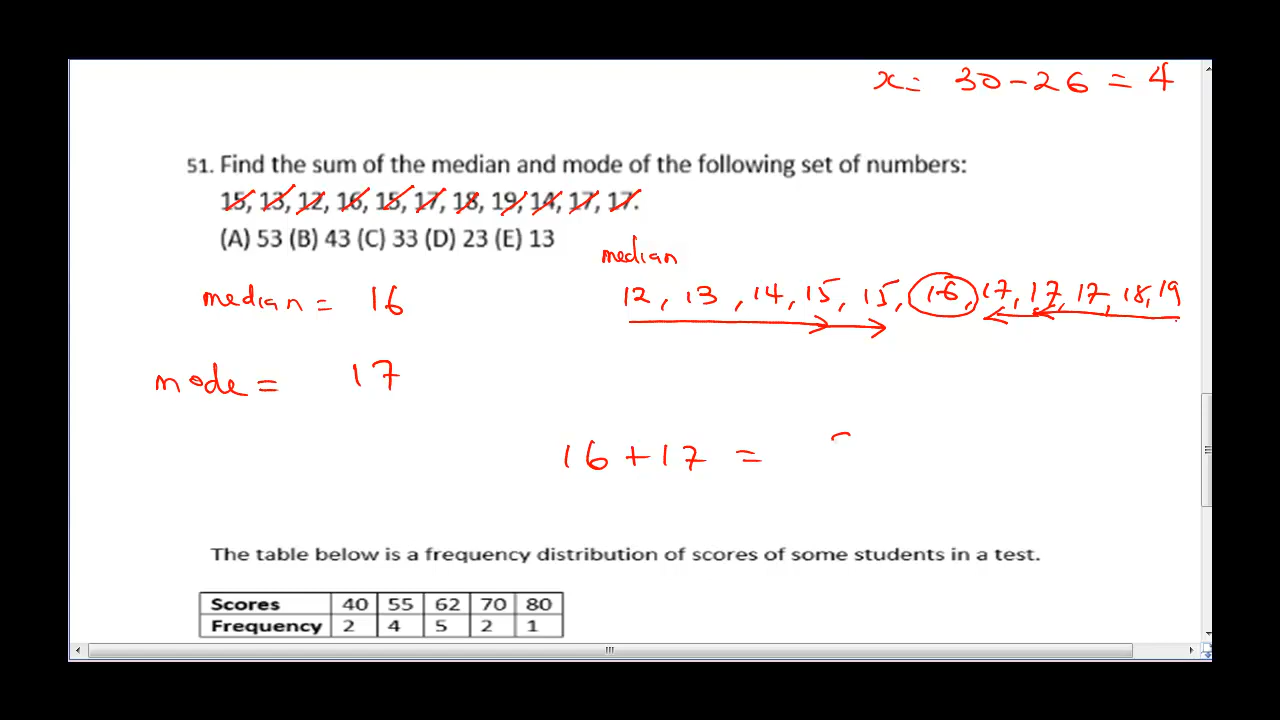 x = 30 - 26 = 4
51. Find the sum of the median and mode of the following set of numbers:
15, 13, 12, 16, 15, 17, 18, 19, 14, 17, 17.
(A) 53 (B) 43 (C) 33 (D) 23 (E) 13
median
median = 16
12, 13, 14, 15, 15, 16, 17, 17, 17, 18, 19
mode = 17
16 + 17 =
The table below is a frequency distribution of scores of some students in a test.
Scores 40 55 62 70 80
Frequency 2 4 5 2 1